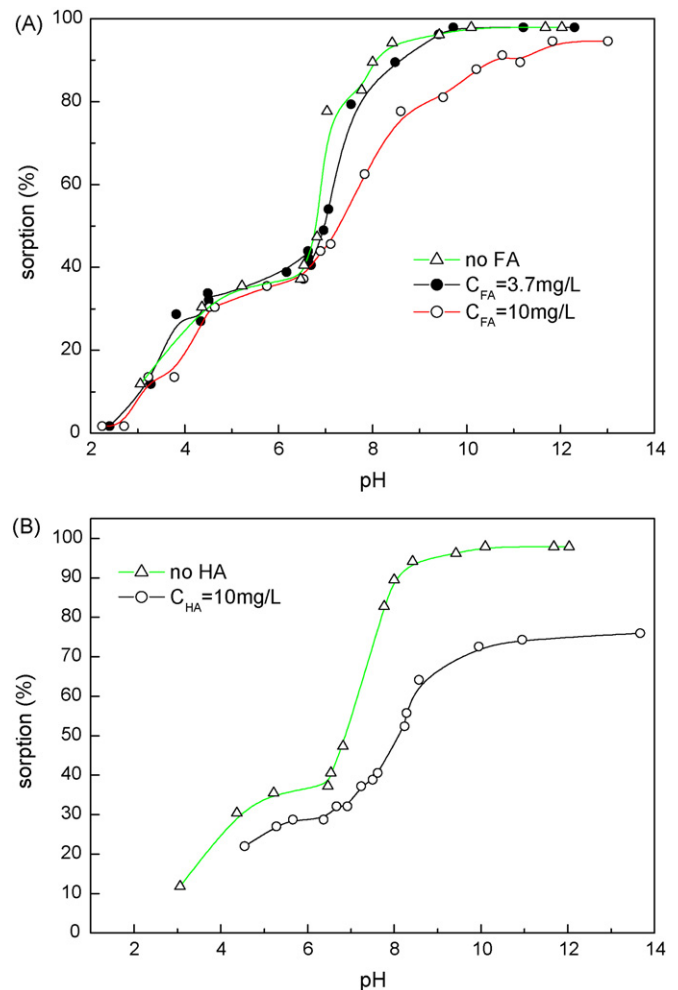 (A)
100
80
60
40
20
0
sorption (%)
no FA
C_FA=3.7mg/L
C_FA=10mg/L
2 4 6 8 10 12 14
pH
(B)
100
90
80
70
60
50
40
30
20
10
0
sorption (%)
no HA
C_HA=10mg/L
2 4 6 8 10 12 14
pH